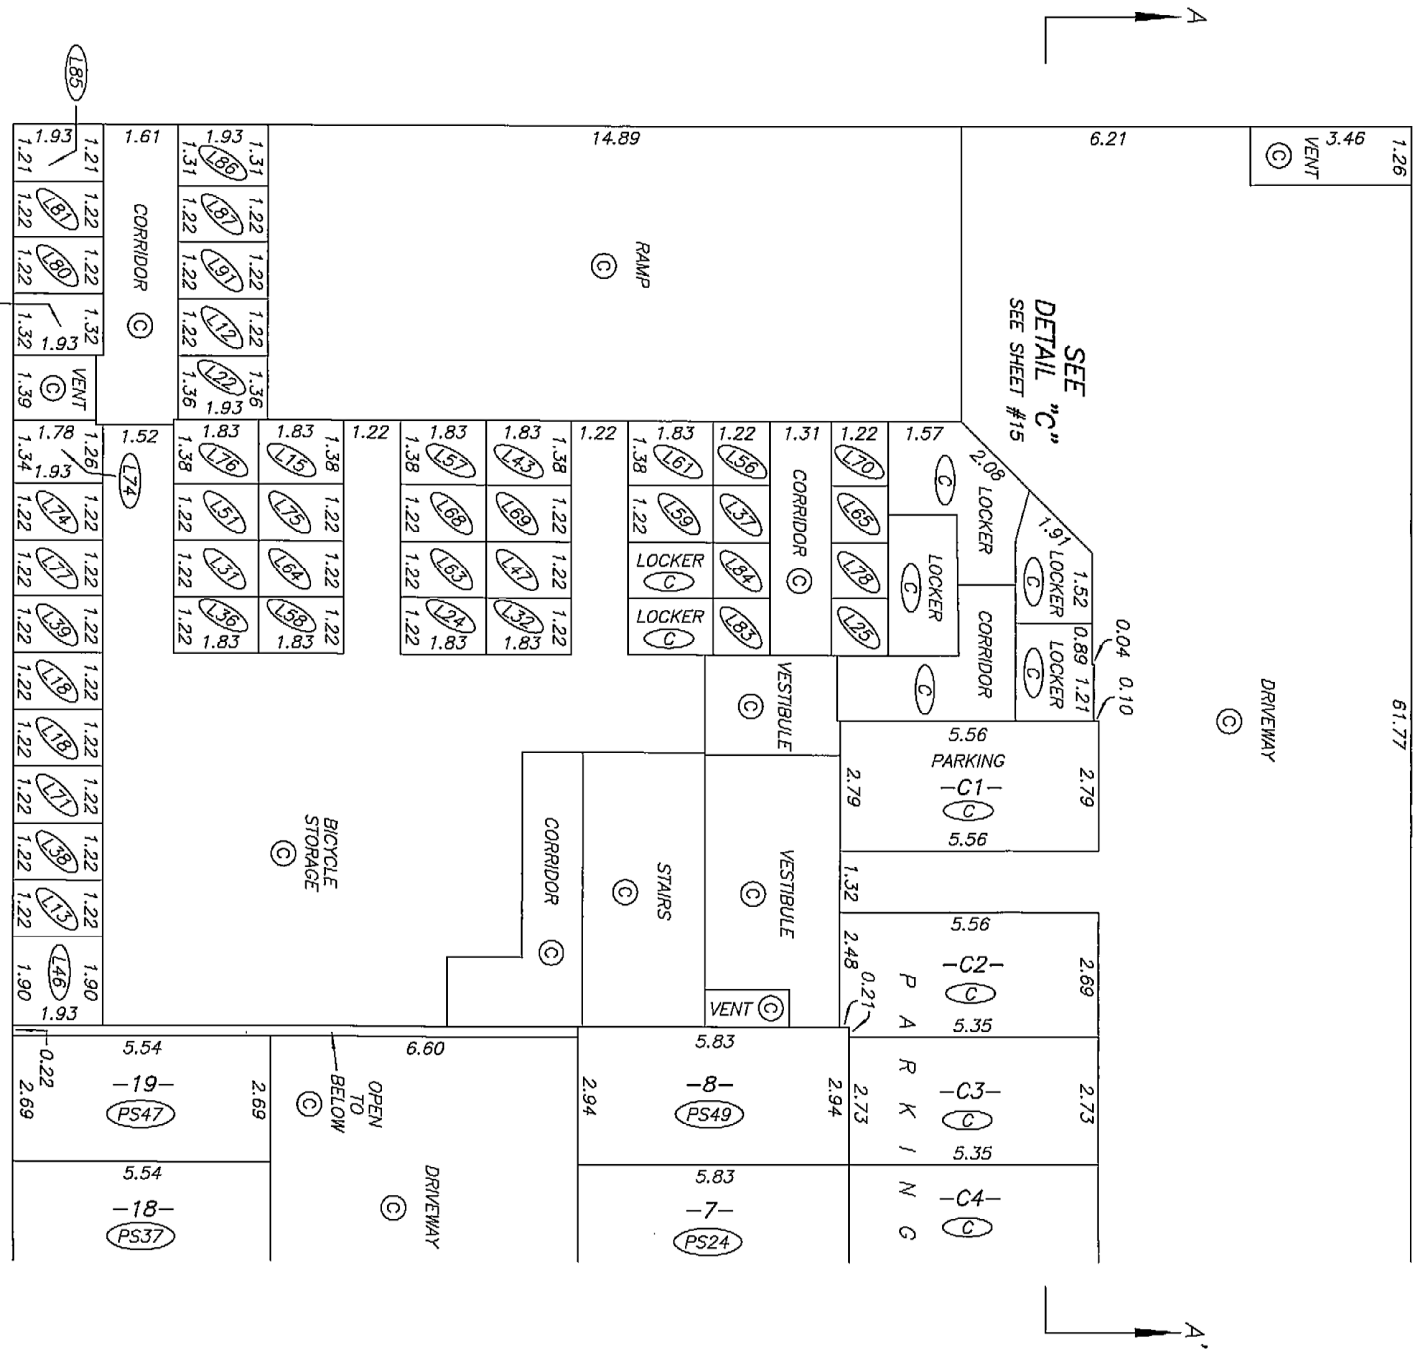 A
L85
1.93
1.21
1.21
1.61
1.93
1.31
1.31
L86
14.89
6.21
VENT
C
3.46
1.26
1.22
L81
1.22
CORRIDOR
C
1.22
L87
1.22
RAMP
C
1.22
L80
1.22
1.22
L91
1.22
1.32
1.32
1.93
1.22
L12
1.22
SEE
DETAIL "C"
SEE SHEET #15
1.39
VENT
C
L22
1.36
1.36
1.93
1.78
1.26
1.34
1.93
L74
1.52
1.83
1.38
L76
1.83
L15
1.38
1.22
1.83
1.38
L57
1.83
L43
1.38
1.22
1.83
1.38
L61
1.22
L56
1.31
1.22
L70
1.57
C
2.08
LOCKER
1.22
L74
1.22
1.22
L51
L75
1.22
1.22
L68
L69
1.22
1.22
L59
L37
CORRIDOR
C
L65
1.91
1.22
L77
1.22
1.22
L31
L64
1.22
1.22
L63
L47
1.22
LOCKER
C
L84
L78
LOCKER
C
LOCKER
C
1.52
1.22
L39
1.22
1.22
L36
1.83
L58
1.83
1.22
1.22
L24
1.83
L32
1.83
1.22
LOCKER
C
L83
L25
CORRIDOR
C
LOCKER
C
0.89
1.21
0.04
0.10
1.22
L18
1.22
VESTIBULE
C
DRIVEWAY
C
61.77
1.22
L18
1.22
5.56
PARKING
-C1-
C
5.56
2.79
2.79
1.22
L71
1.22
1.22
L38
1.22
BICYCLE
STORAGE
C
CORRIDOR
C
STAIRS
C
VESTIBULE
C
1.32
1.22
L13
1.22
5.56
-C2-
C
5.35
2.48
2.69
0.21
1.90
L46
1.90
1.93
VENT C
PARKING
0.22
5.54
-19-
PS47
2.69
2.69
OPEN
TO
BELOW
C
6.60
5.83
-8-
PS49
2.94
2.94
2.73
-C3-
C
5.35
2.73
5.54
-18-
PS37
DRIVEWAY
C
5.83
-7-
PS24
-C4-
C
A'